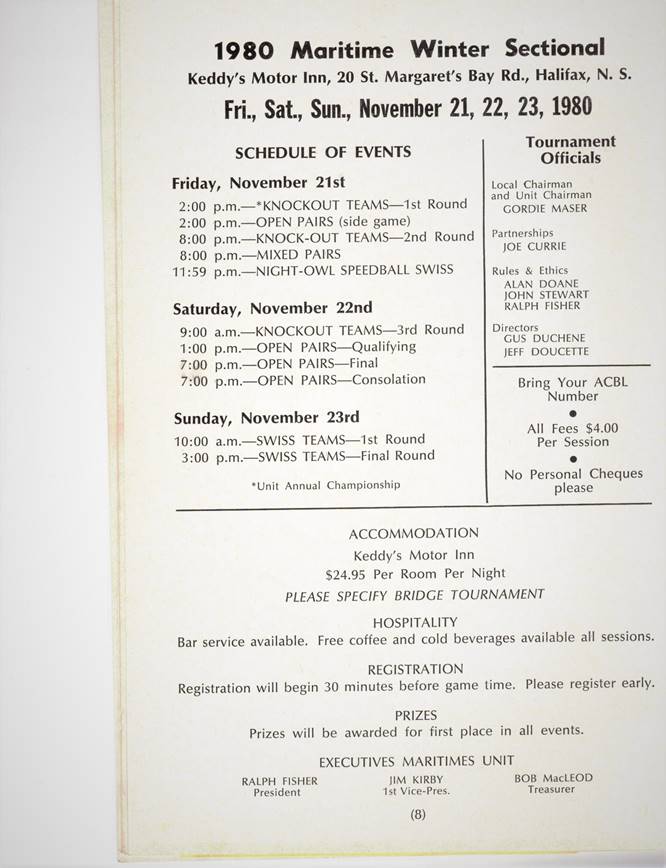 1980 Maritime Winter Sectional
Keddy's Motor Inn, 20 St. Margaret's Bay Rd., Halifax, N. S.
Fri., Sat., Sun., November 21, 22, 23, 1980
SCHEDULE OF EVENTS
Friday, November 21st
2:00 p.m.—*KNOCKOUT TEAMS—1st Round
2:00 p.m.—OPEN PAIRS (side game)
8:00 p.m.—KNOCK-OUT TEAMS—2nd Round
8:00 p.m.—MIXED PAIRS
11:59 p.m.—NIGHT-OWL SPEEDBALL SWISS
Saturday, November 22nd
9:00 a.m.—KNOCKOUT TEAMS—3rd Round
1:00 p.m.—OPEN PAIRS—Qualifying
7:00 p.m.—OPEN PAIRS—Final
7:00 p.m.—OPEN PAIRS—Consolation
Sunday, November 23rd
10:00 a.m.—SWISS TEAMS—1st Round
3:00 p.m.—SWISS TEAMS—Final Round
*Unit Annual Championship
Tournament
Officials
Local Chairman
and Unit Chairman
GORDIE MASER
Partnerships
JOE CURRIE
Rules & Ethics
ALAN DOANE
JOHN STEWART
RALPH FISHER
Directors
GUS DUCHENE
JEFF DOUCETTE
Bring Your ACBL
Number
●
All Fees $4.00
Per Session
●
No Personal Cheques
please
ACCOMMODATION
Keddy's Motor Inn
$24.95 Per Room Per Night
PLEASE SPECIFY BRIDGE TOURNAMENT
HOSPITALITY
Bar service available. Free coffee and cold beverages available all sessions.
REGISTRATION
Registration will begin 30 minutes before game time. Please register early.
PRIZES
Prizes will be awarded for first place in all events.
EXECUTIVES MARITIMES UNIT
RALPH FISHER JIM KIRBY BOB MacLEOD
President 1st Vice-Pres. Treasurer
(8)